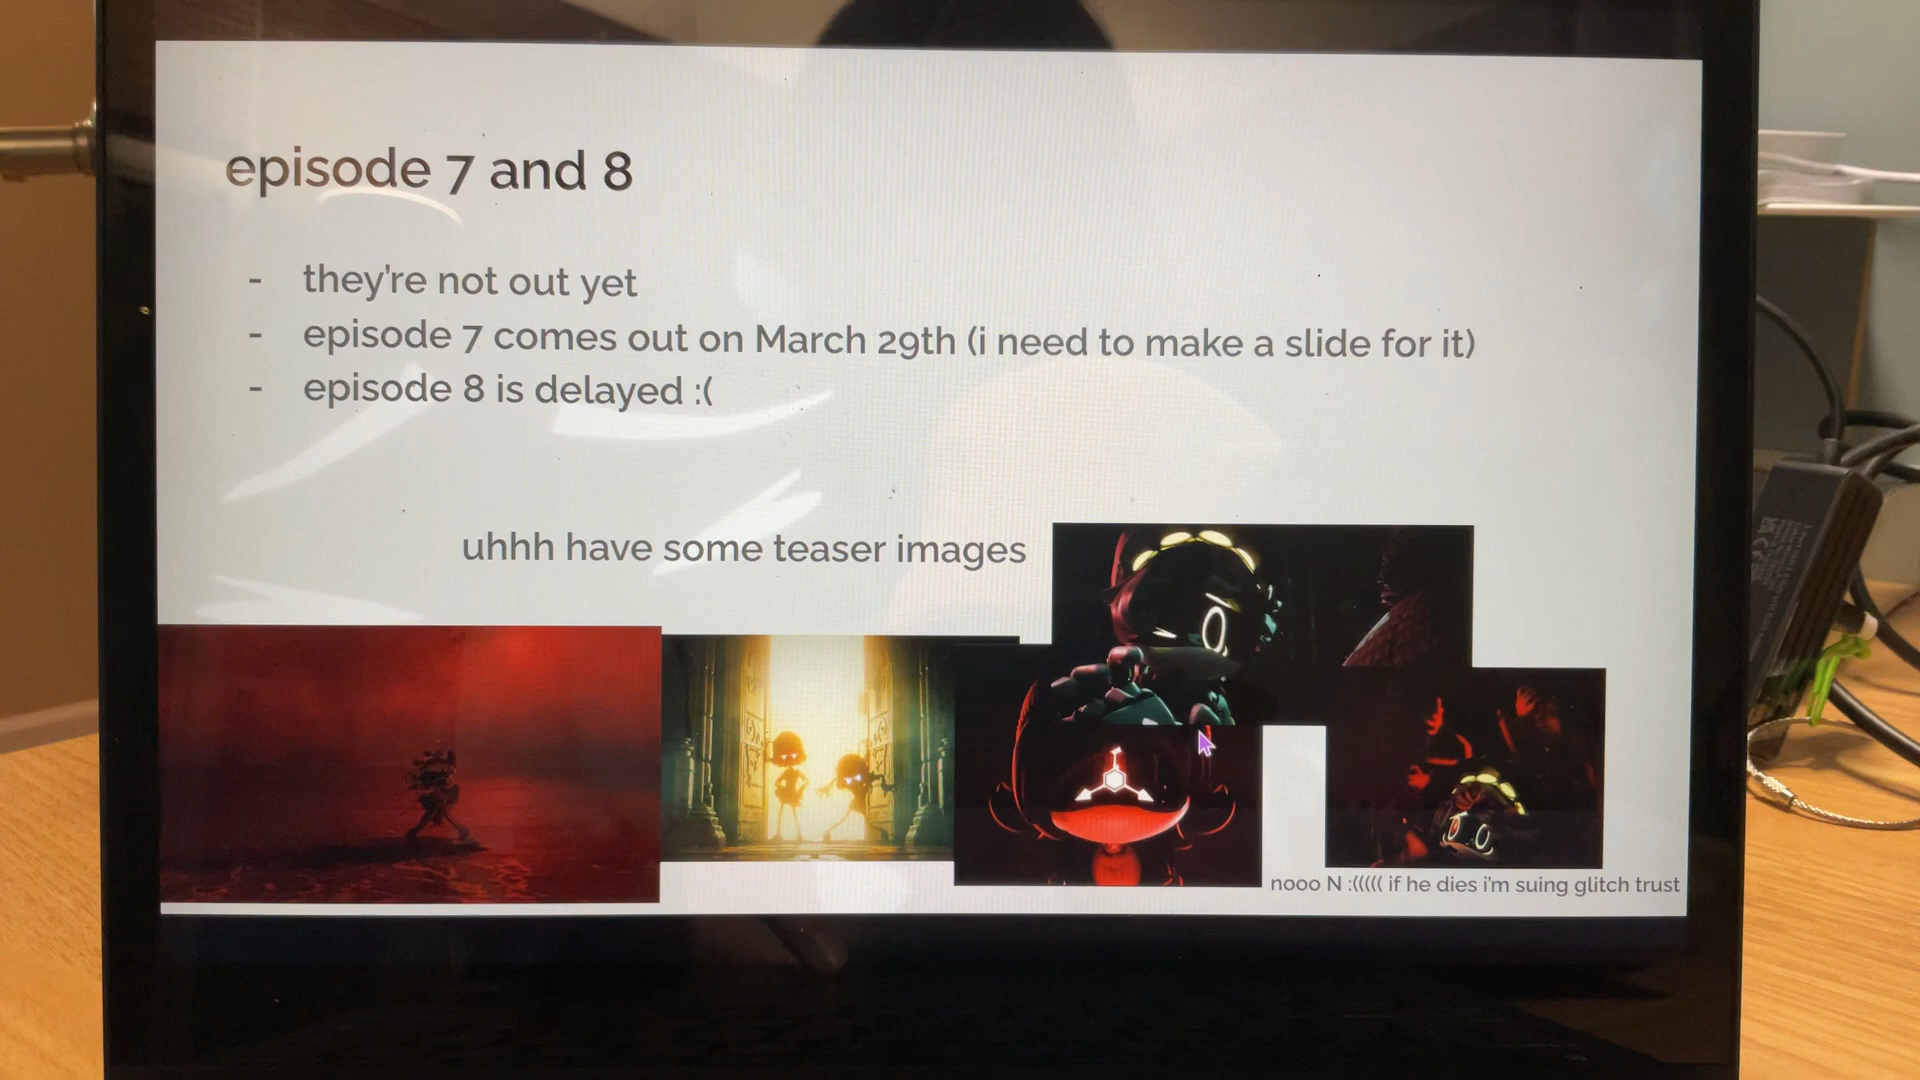 episode 7 and 8
- they're not out yet
- episode 7 comes out on March 29th (i need to make a slide for it)
- episode 8 is delayed :(
uhhh have some teaser images
nooo N :((((( if he dies i'm suing glitch trust